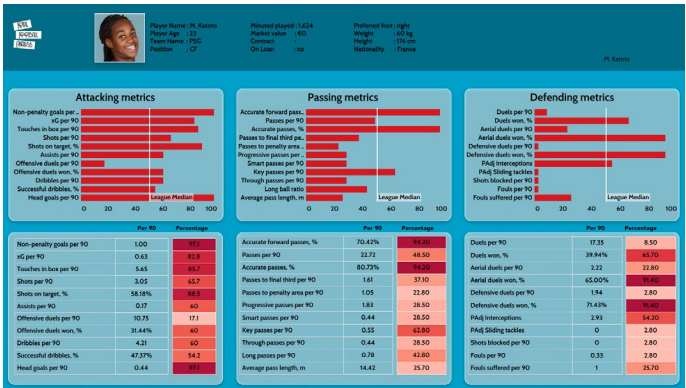 TOTAL
FOOTBALL
ANALYSIS
Player Name : M. Katoto
Player Age : 23
Team Name : PSG
Position : CF
Minuted played : 1,624
Market value : €0
Contract :
On Loan : no
Preferred foot : right
Weight : 60 kg
Height : 176 cm
Nationality : France
M. Katoto
Attacking metrics
Non-penalty goals per ..
xG per 90
Touches in box per 90
Shots per 90
Shots on target, %
Assists per 90
Offensive duels per 90
Offensive duels won, %
Dribbles per 90
Successful dribbles, %
Head goals per 90
League Median
0 20 40 60 80 100
Passing metrics
Accurate forward pass..
Passes per 90
Accurate passes, %
Passes to final third pe..
Passes to penalty area ..
Progressive passes per ..
Smart passes per 90
Key passes per 90
Through passes per 90
Long ball ratio
Average pass length, m
League Median
0 20 40 60 80 100
Defending metrics
Duels per 90
Duels won, %
Aerial duels per 90
Aerial duels won, %
Defensive duels per 90
Defensive duels won, %
PAdj Interceptions
PAdj Sliding tackles
Shots blocked per 90
Fouls per 90
Fouls suffered per 90
League Median
0 20 40 60 80 100
Per 90 Percentage
Non-penalty goals per 90 1.00 97.1
xG per 90 0.63 82.8
Touches in box per 90 5.65 85.7
Shots per 90 3.05 65.7
Shots on target, % 58.18% 88.5
Assists per 90 0.17 60
Offensive duels per 90 10.75 17.1
Offensive duels won, % 31.44% 60
Dribbles per 90 4.21 60
Successful dribbles, % 47.37% 54.2
Head goals per 90 0.44 97.1
Per 90 Percentage
Accurate forward passes, % 70.42% 94.20
Passes per 90 22.72 48.50
Accurate passes, % 80.73% 94.20
Passes to final third per 90 1.61 37.10
Passes to penalty area per 90 1.05 22.80
Progressive passes per 90 1.83 28.50
Smart passes per 90 0.44 28.50
Key passes per 90 0.55 62.80
Through passes per 90 0.44 28.50
Long passes per 90 0.78 42.80
Average pass length, m 14.42 25.70
Per 90 Percentage
Duels per 90 17.35 8.50
Duels won, % 39.94% 65.70
Aerial duels per 90 2.22 22.80
Aerial duels won, % 65.00% 91.40
Defensive duels per 90 1.94 2.80
Defensive duels won, % 71.43% 91.40
PAdj Interceptions 2.93 54.20
PAdj Sliding tackles 0 2.80
Shots blocked per 90 0 2.80
Fouls per 90 0.33 2.80
Fouls suffered per 90 1 25.70